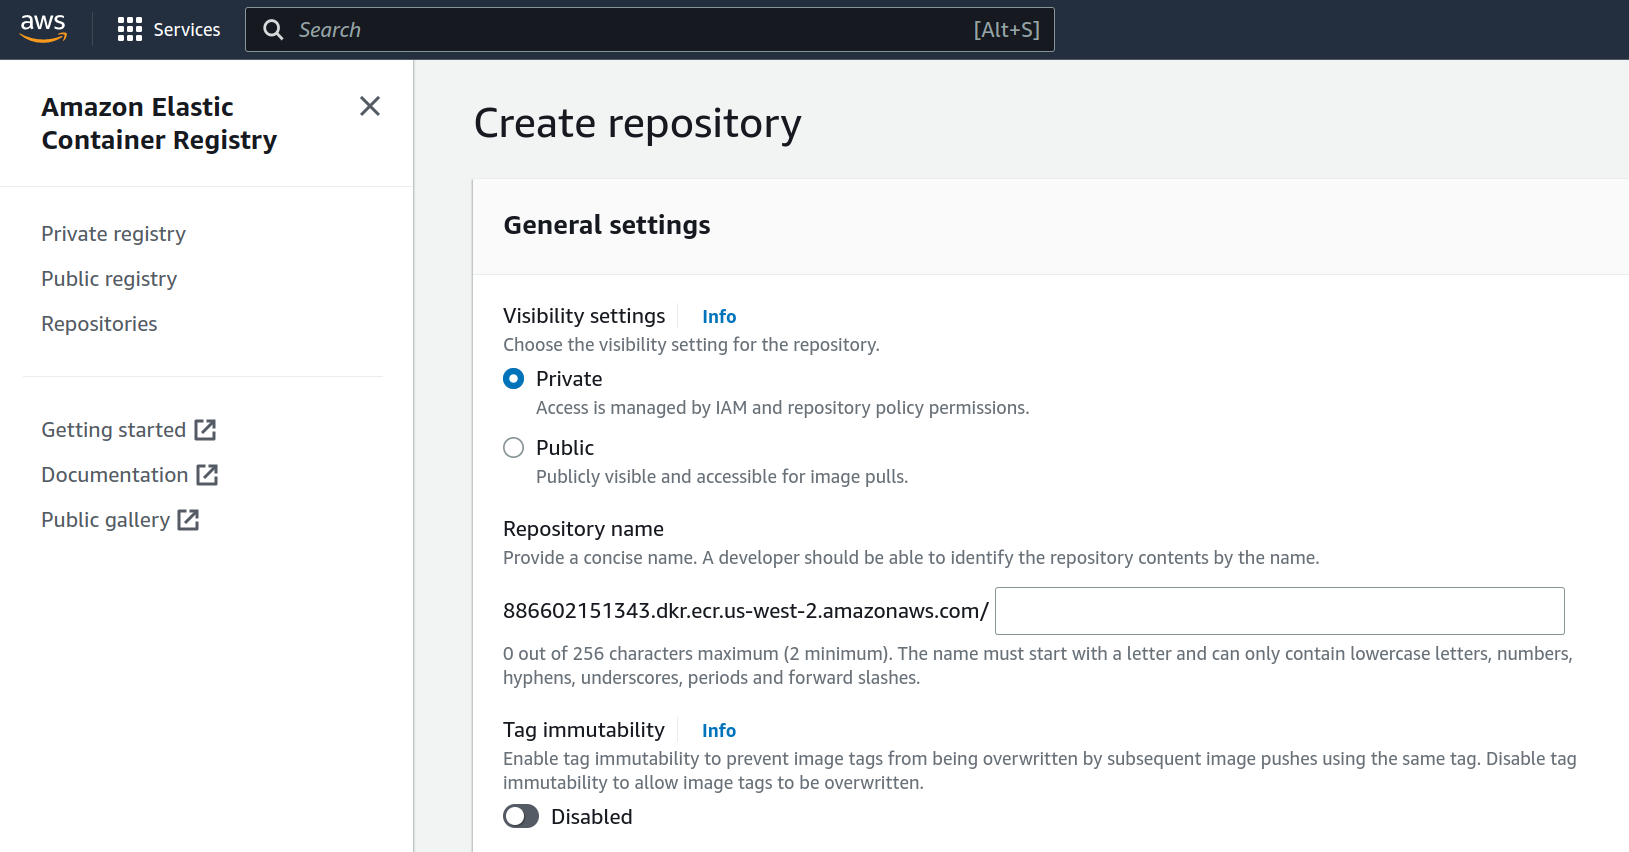 aws
Services
Search
[Alt+S]
Amazon Elastic
Container Registry
Private registry
Public registry
Repositories
Getting started
Documentation
Public gallery
Create repository
General settings
Visibility settings
Info
Choose the visibility setting for the repository.
Private
Access is managed by IAM and repository policy permissions.
Public
Publicly visible and accessible for image pulls.
Repository name
Provide a concise name. A developer should be able to identify the repository contents by the name.
886602151343.dkr.ecr.us-west-2.amazonaws.com/
0 out of 256 characters maximum (2 minimum). The name must start with a letter and can only contain lowercase letters, numbers,
hyphens, underscores, periods and forward slashes.
Tag immutability
Info
Enable tag immutability to prevent image tags from being overwritten by subsequent image pushes using the same tag. Disable tag
immutability to allow image tags to be overwritten.
Disabled